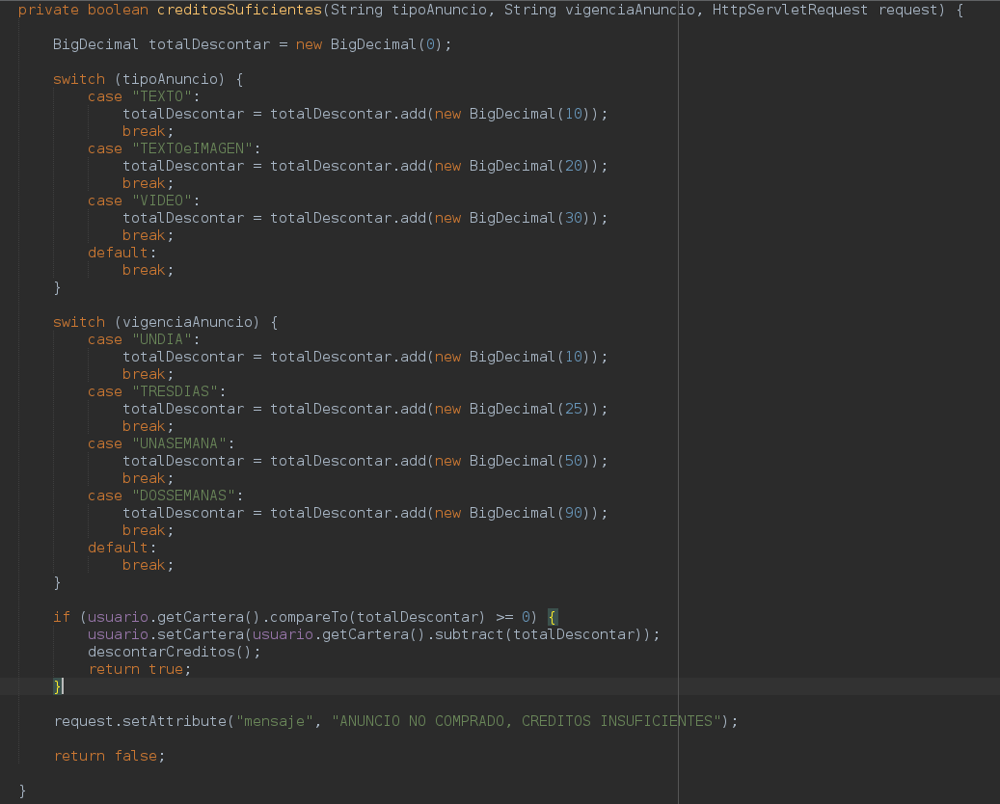 private boolean creditosSuficientes(String tipoAnuncio, String vigenciaAnuncio, HttpServletRequest request) {
BigDecimal totalDescontar = new BigDecimal(0);
switch (tipoAnuncio) {
case "TEXTO":
totalDescontar = totalDescontar.add(new BigDecimal(10));
break;
case "TEXTOeIMAGEN":
totalDescontar = totalDescontar.add(new BigDecimal(20));
break;
case "VIDEO":
totalDescontar = totalDescontar.add(new BigDecimal(30));
break;
default:
break;
}
switch (vigenciaAnuncio) {
case "UNDIA":
totalDescontar = totalDescontar.add(new BigDecimal(10));
break;
case "TRESDIAS":
totalDescontar = totalDescontar.add(new BigDecimal(25));
break;
case "UNASEMANA":
totalDescontar = totalDescontar.add(new BigDecimal(50));
break;
case "DOSSEMANAS":
totalDescontar = totalDescontar.add(new BigDecimal(90));
break;
default:
break;
}
if (usuario.getCartera().compareTo(totalDescontar) >= 0) {
usuario.setCartera(usuario.getCartera().subtract(totalDescontar));
descontarCreditos();
return true;
}
request.setAttribute("mensaje", "ANUNCIO NO COMPRADO, CREDITOS INSUFICIENTES");
return false;
}